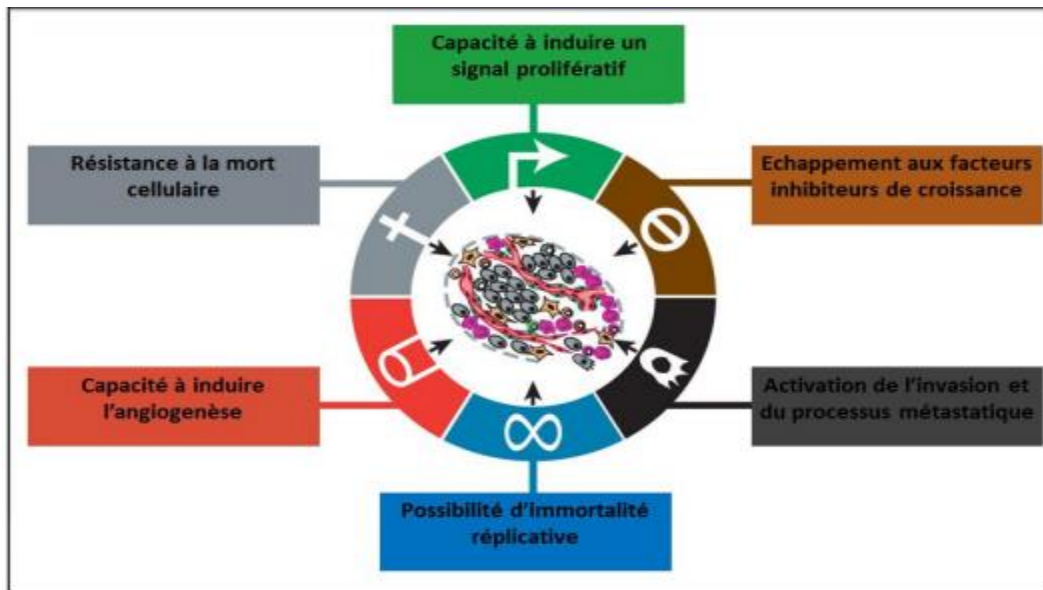 Capacité à induire un
signal prolifératif
Résistance à la mort
cellulaire
Echappement aux facteurs
inhibiteurs de croissance
Capacité à induire
l'angiogenèse
Activation de l'invasion et
du processus métastatique
Possibilité d'immortalité
réplicative